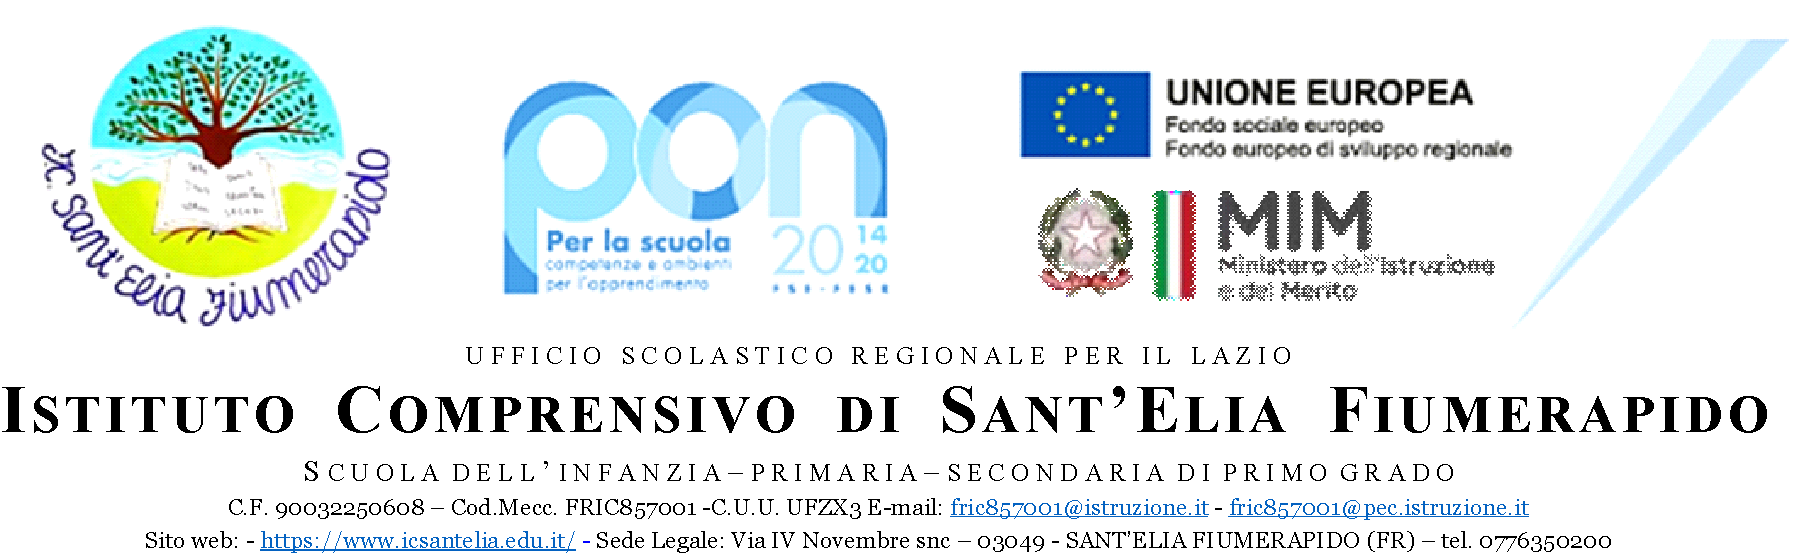 I.C. Sant'Elia Fiumerapido
pon
Per la scuola
competenze e ambienti
per l'apprendimento
2014
20
FSE-FESR
UNIONE EUROPEA
Fondo sociale europeo
Fondo europeo di sviluppo regionale
MIM
Ministero dell'Istruzione
e del Merito
UFFICIO SCOLASTICO REGIONALE PER IL LAZIO
ISTITUTO COMPRENSIVO DI SANT’ELIA FIUMERAPIDO
SCUOLA DELL’INFANZIA–PRIMARIA–SECONDARIA DI PRIMO GRADO
C.F. 90032250608 – Cod.Mecc. FRIC857001 -C.U.U. UFZX3 E-mail: fric857001@istruzione.it - fric857001@pec.istruzione.it
Sito web: - https://www.icsantelia.edu.it/ - Sede Legale: Via IV Novembre snc – 03049 - SANT'ELIA FIUMERAPIDO (FR) – tel. 0776350200